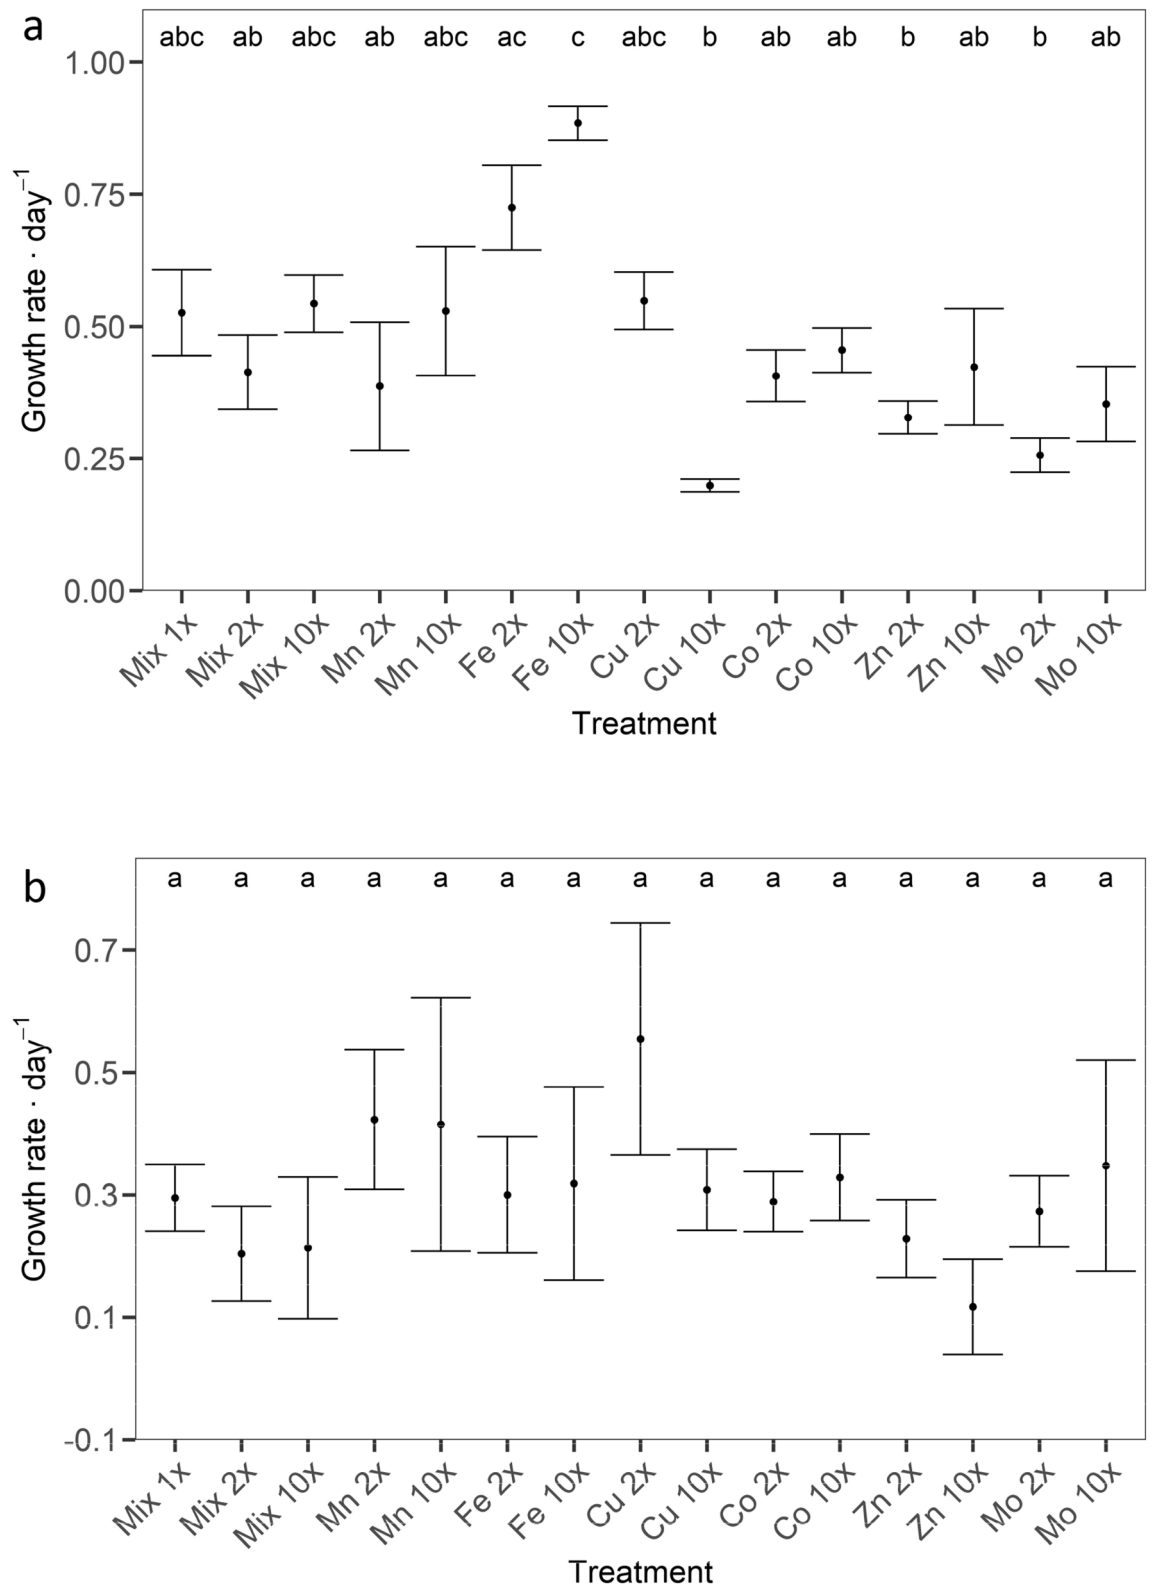 a
abc ab abc ab abc ac c abc b ab ab b ab b ab
1.00
0.75
0.50
0.25
0.00
Growth rate · day⁻¹
Mix 1x Mix 2x Mix 10x Mn 2x Mn 10x Fe 2x Fe 10x Cu 2x Cu 10x Co 2x Co 10x Zn 2x Zn 10x Mo 2x Mo 10x
Treatment
b
a a a a a a a a a a a a a a a
0.7
0.5
0.3
0.1
-0.1
Growth rate · day⁻¹
Mix 1x Mix 2x Mix 10x Mn 2x Mn 10x Fe 2x Fe 10x Cu 2x Cu 10x Co 2x Co 10x Zn 2x Zn 10x Mo 2x Mo 10x
Treatment